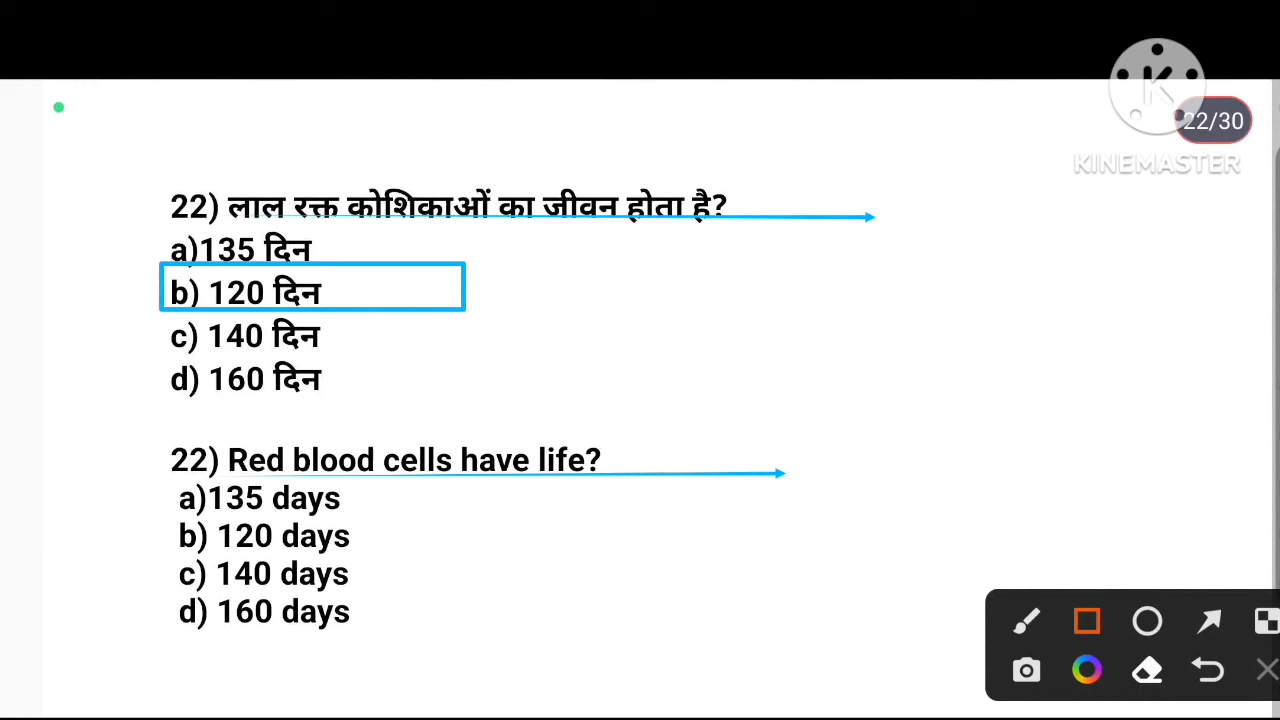 22/30
KINEMASTER
22) लाल रक्त कोशिकाओं का जीवन होता है?
a)135 दिन
b) 120 दिन
c) 140 दिन
d) 160 दिन
22) Red blood cells have life?
a)135 days
b) 120 days
c) 140 days
d) 160 days